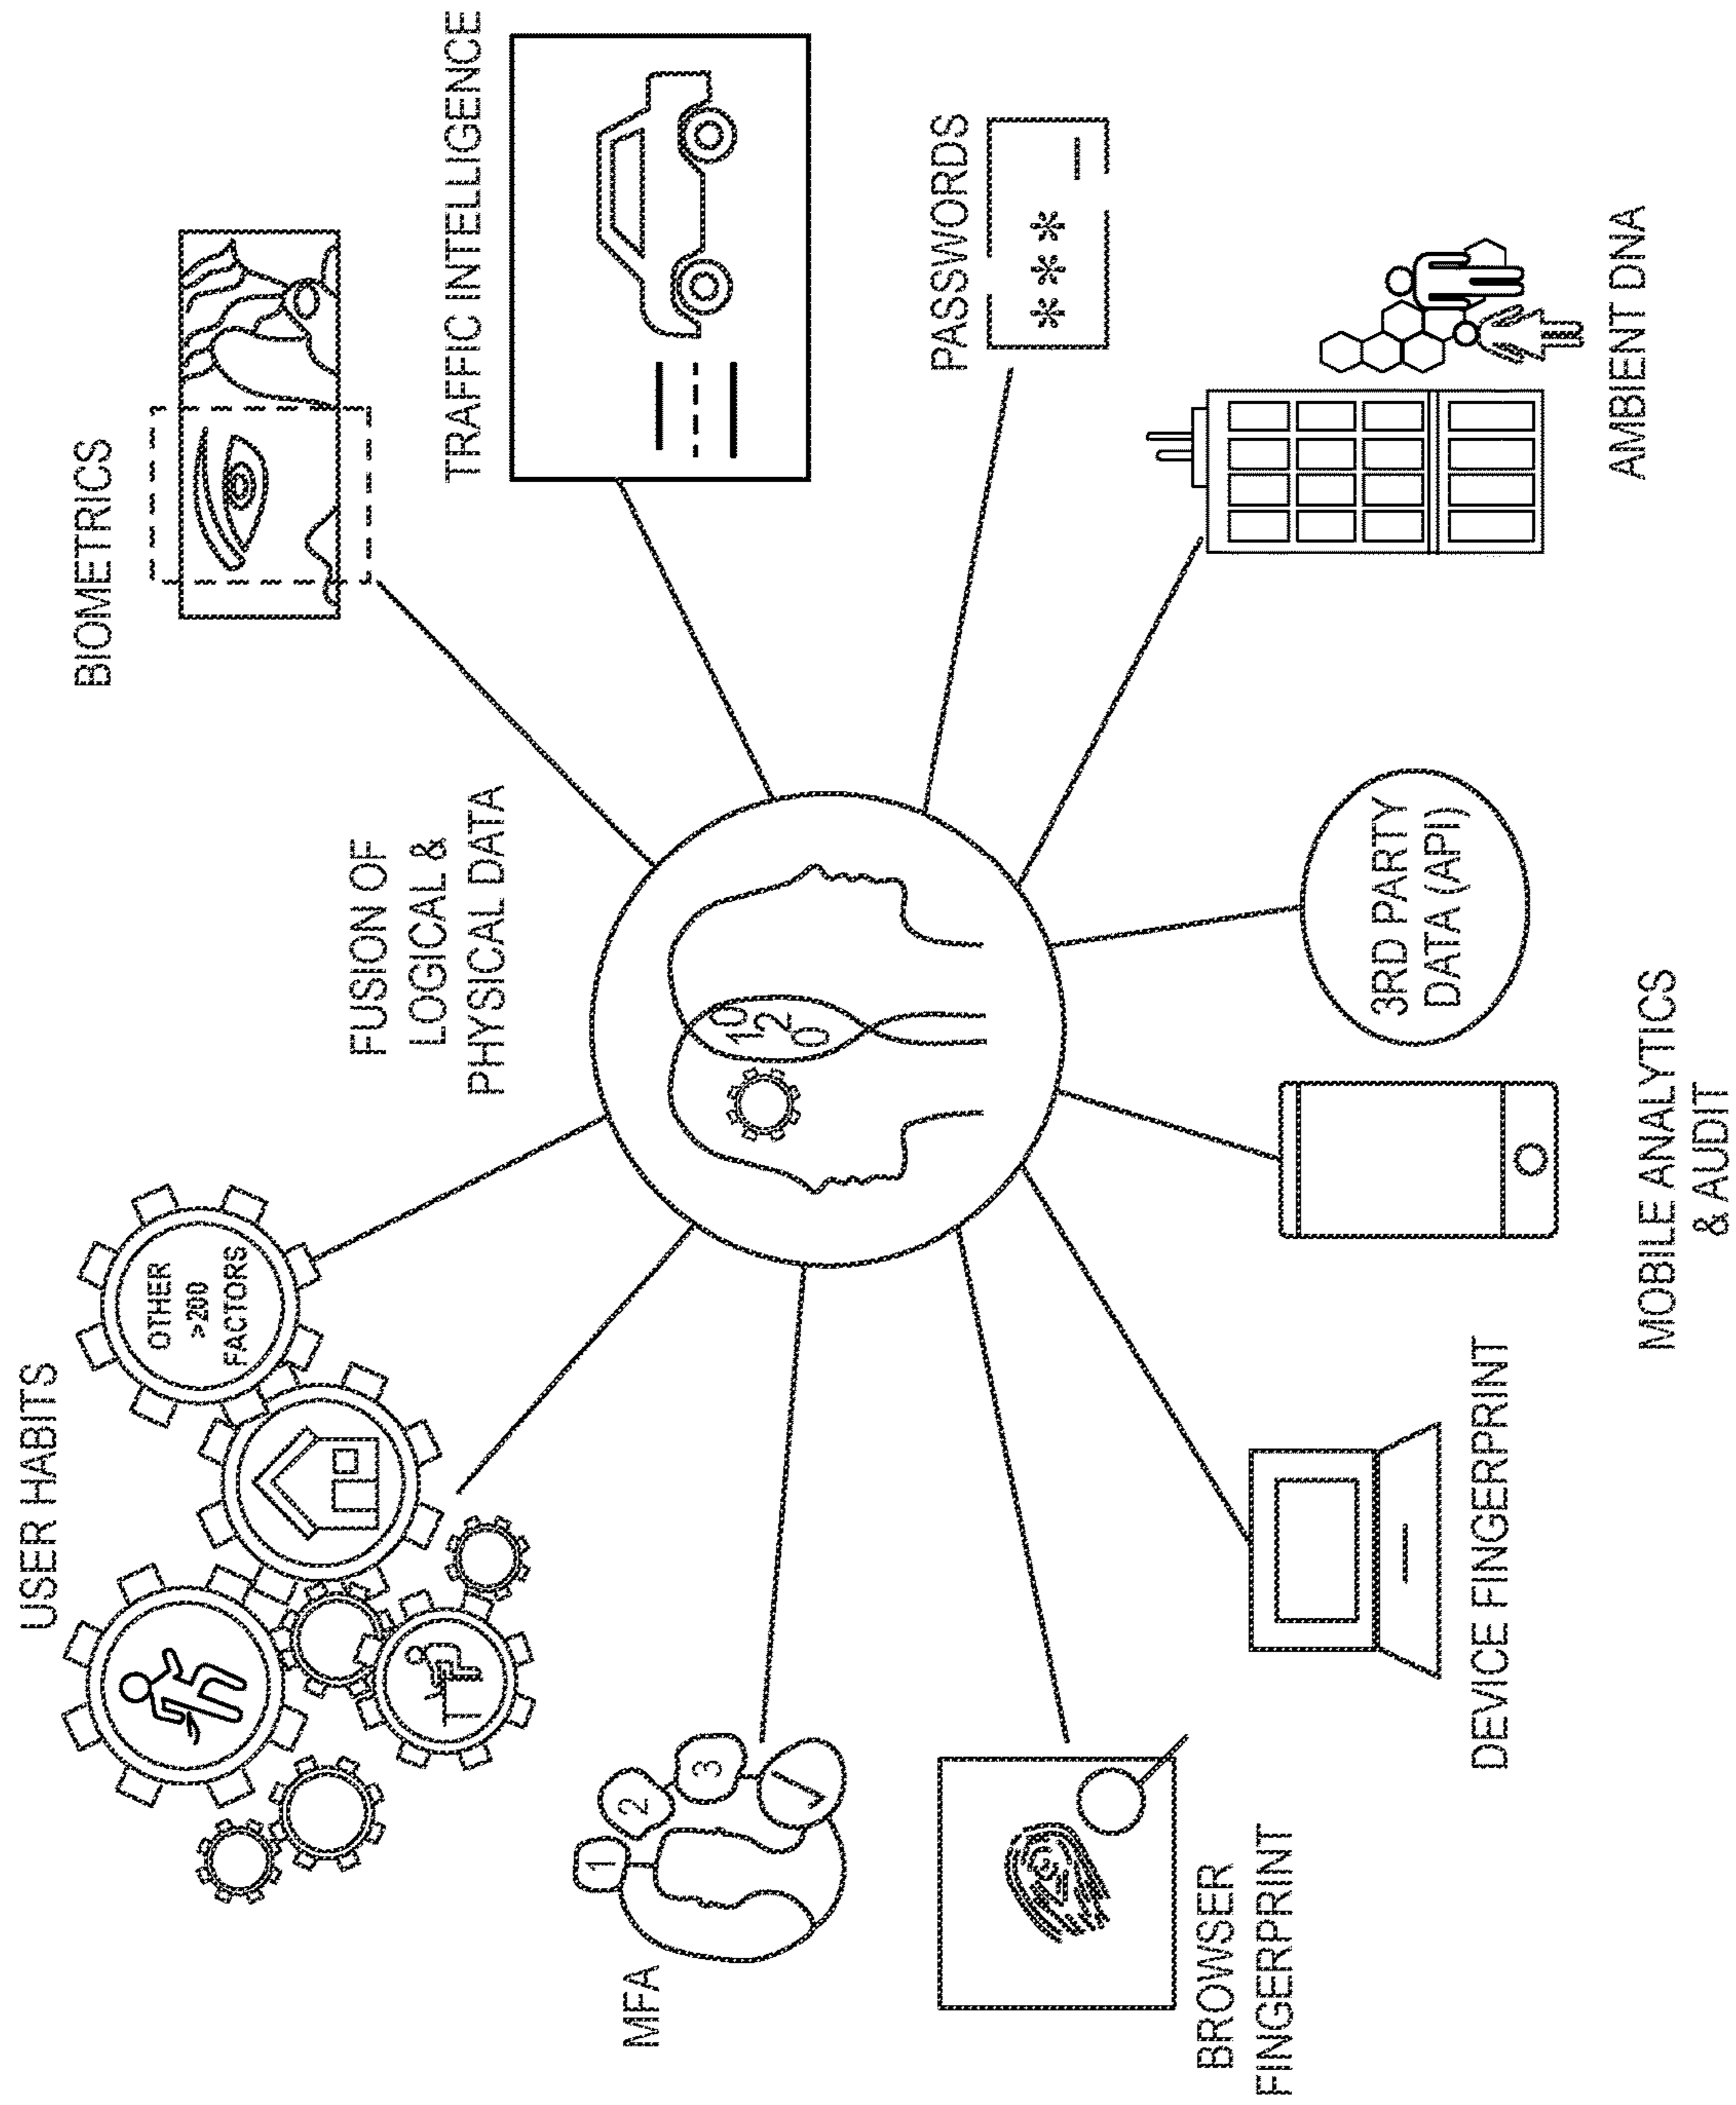 USER HABITS
BIOMETRICS
OTHER
>200
FACTORS
FUSION OF
LOGICAL &
PHYSICAL DATA
TRAFFIC INTELLIGENCE
MFA
1
2
3
10
2
0
PASSWORDS
***
BROWSER
FINGERPRINT
3RD PARTY
DATA (API)
DEVICE FINGERPRINT
AMBIENT DNA
MOBILE ANALYTICS
& AUDIT